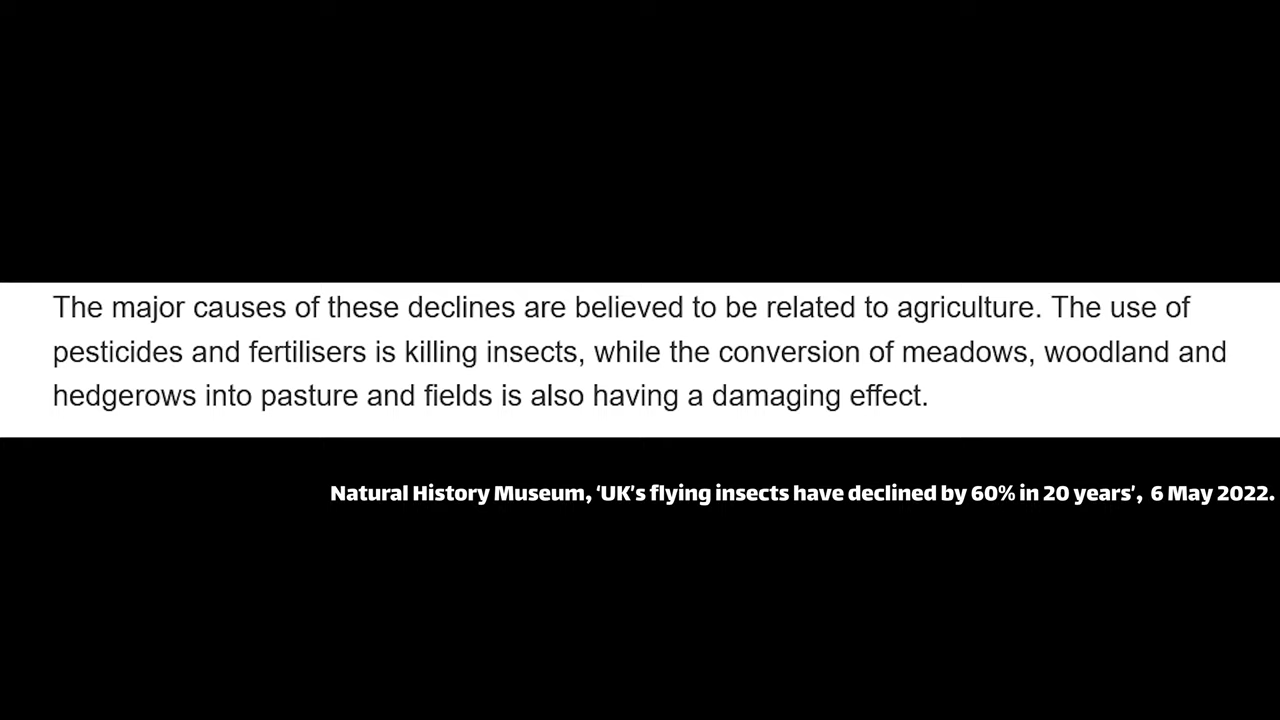 The major causes of these declines are believed to be related to agriculture. The use of
pesticides and fertilisers is killing insects, while the conversion of meadows, woodland and
hedgerows into pasture and fields is also having a damaging effect.
Natural History Museum, ‘UK’s flying insects have declined by 60% in 20 years’,  6 May 2022.